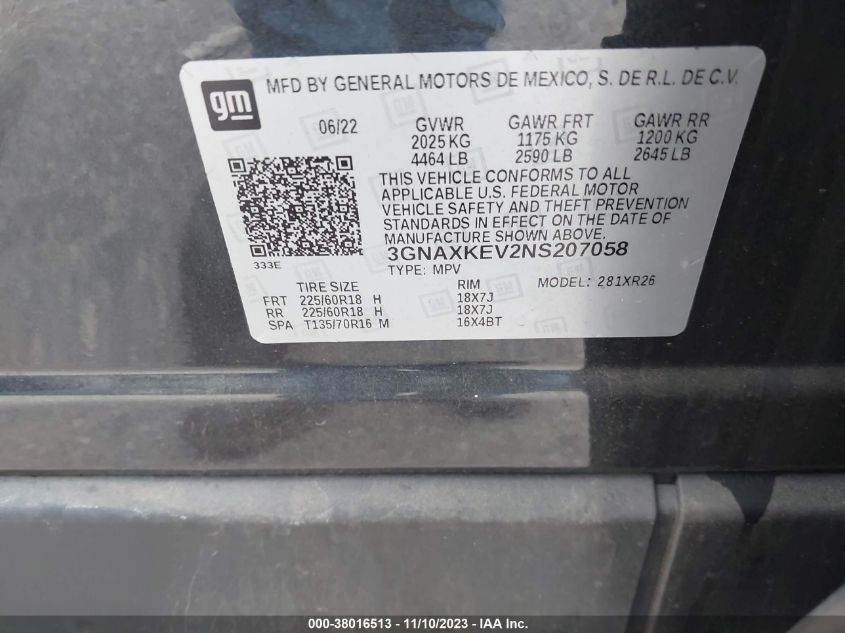 gm
MFD BY GENERAL MOTORS DE MEXICO, S. DE R.L. DE C.V.
06/22 GVWR GAWR FRT GAWR RR
2025 KG 1175 KG 1200 KG
4464 LB 2590 LB 2645 LB
THIS VEHICLE CONFORMS TO ALL
APPLICABLE U.S. FEDERAL MOTOR
VEHICLE SAFETY AND THEFT PREVENTION
STANDARDS IN EFFECT ON THE DATE OF
MANUFACTURE SHOWN ABOVE.
333E
3GNAXKEV2NS207058
TYPE: MPV MODEL: 281XR26
TIRE SIZE RIM
FRT 225/60R18 H 18X7J
RR 225/60R18 H 18X7J
SPA T135/70R16 M 16X4BT
000-38016513 - 11/10/2023 - IAA Inc.